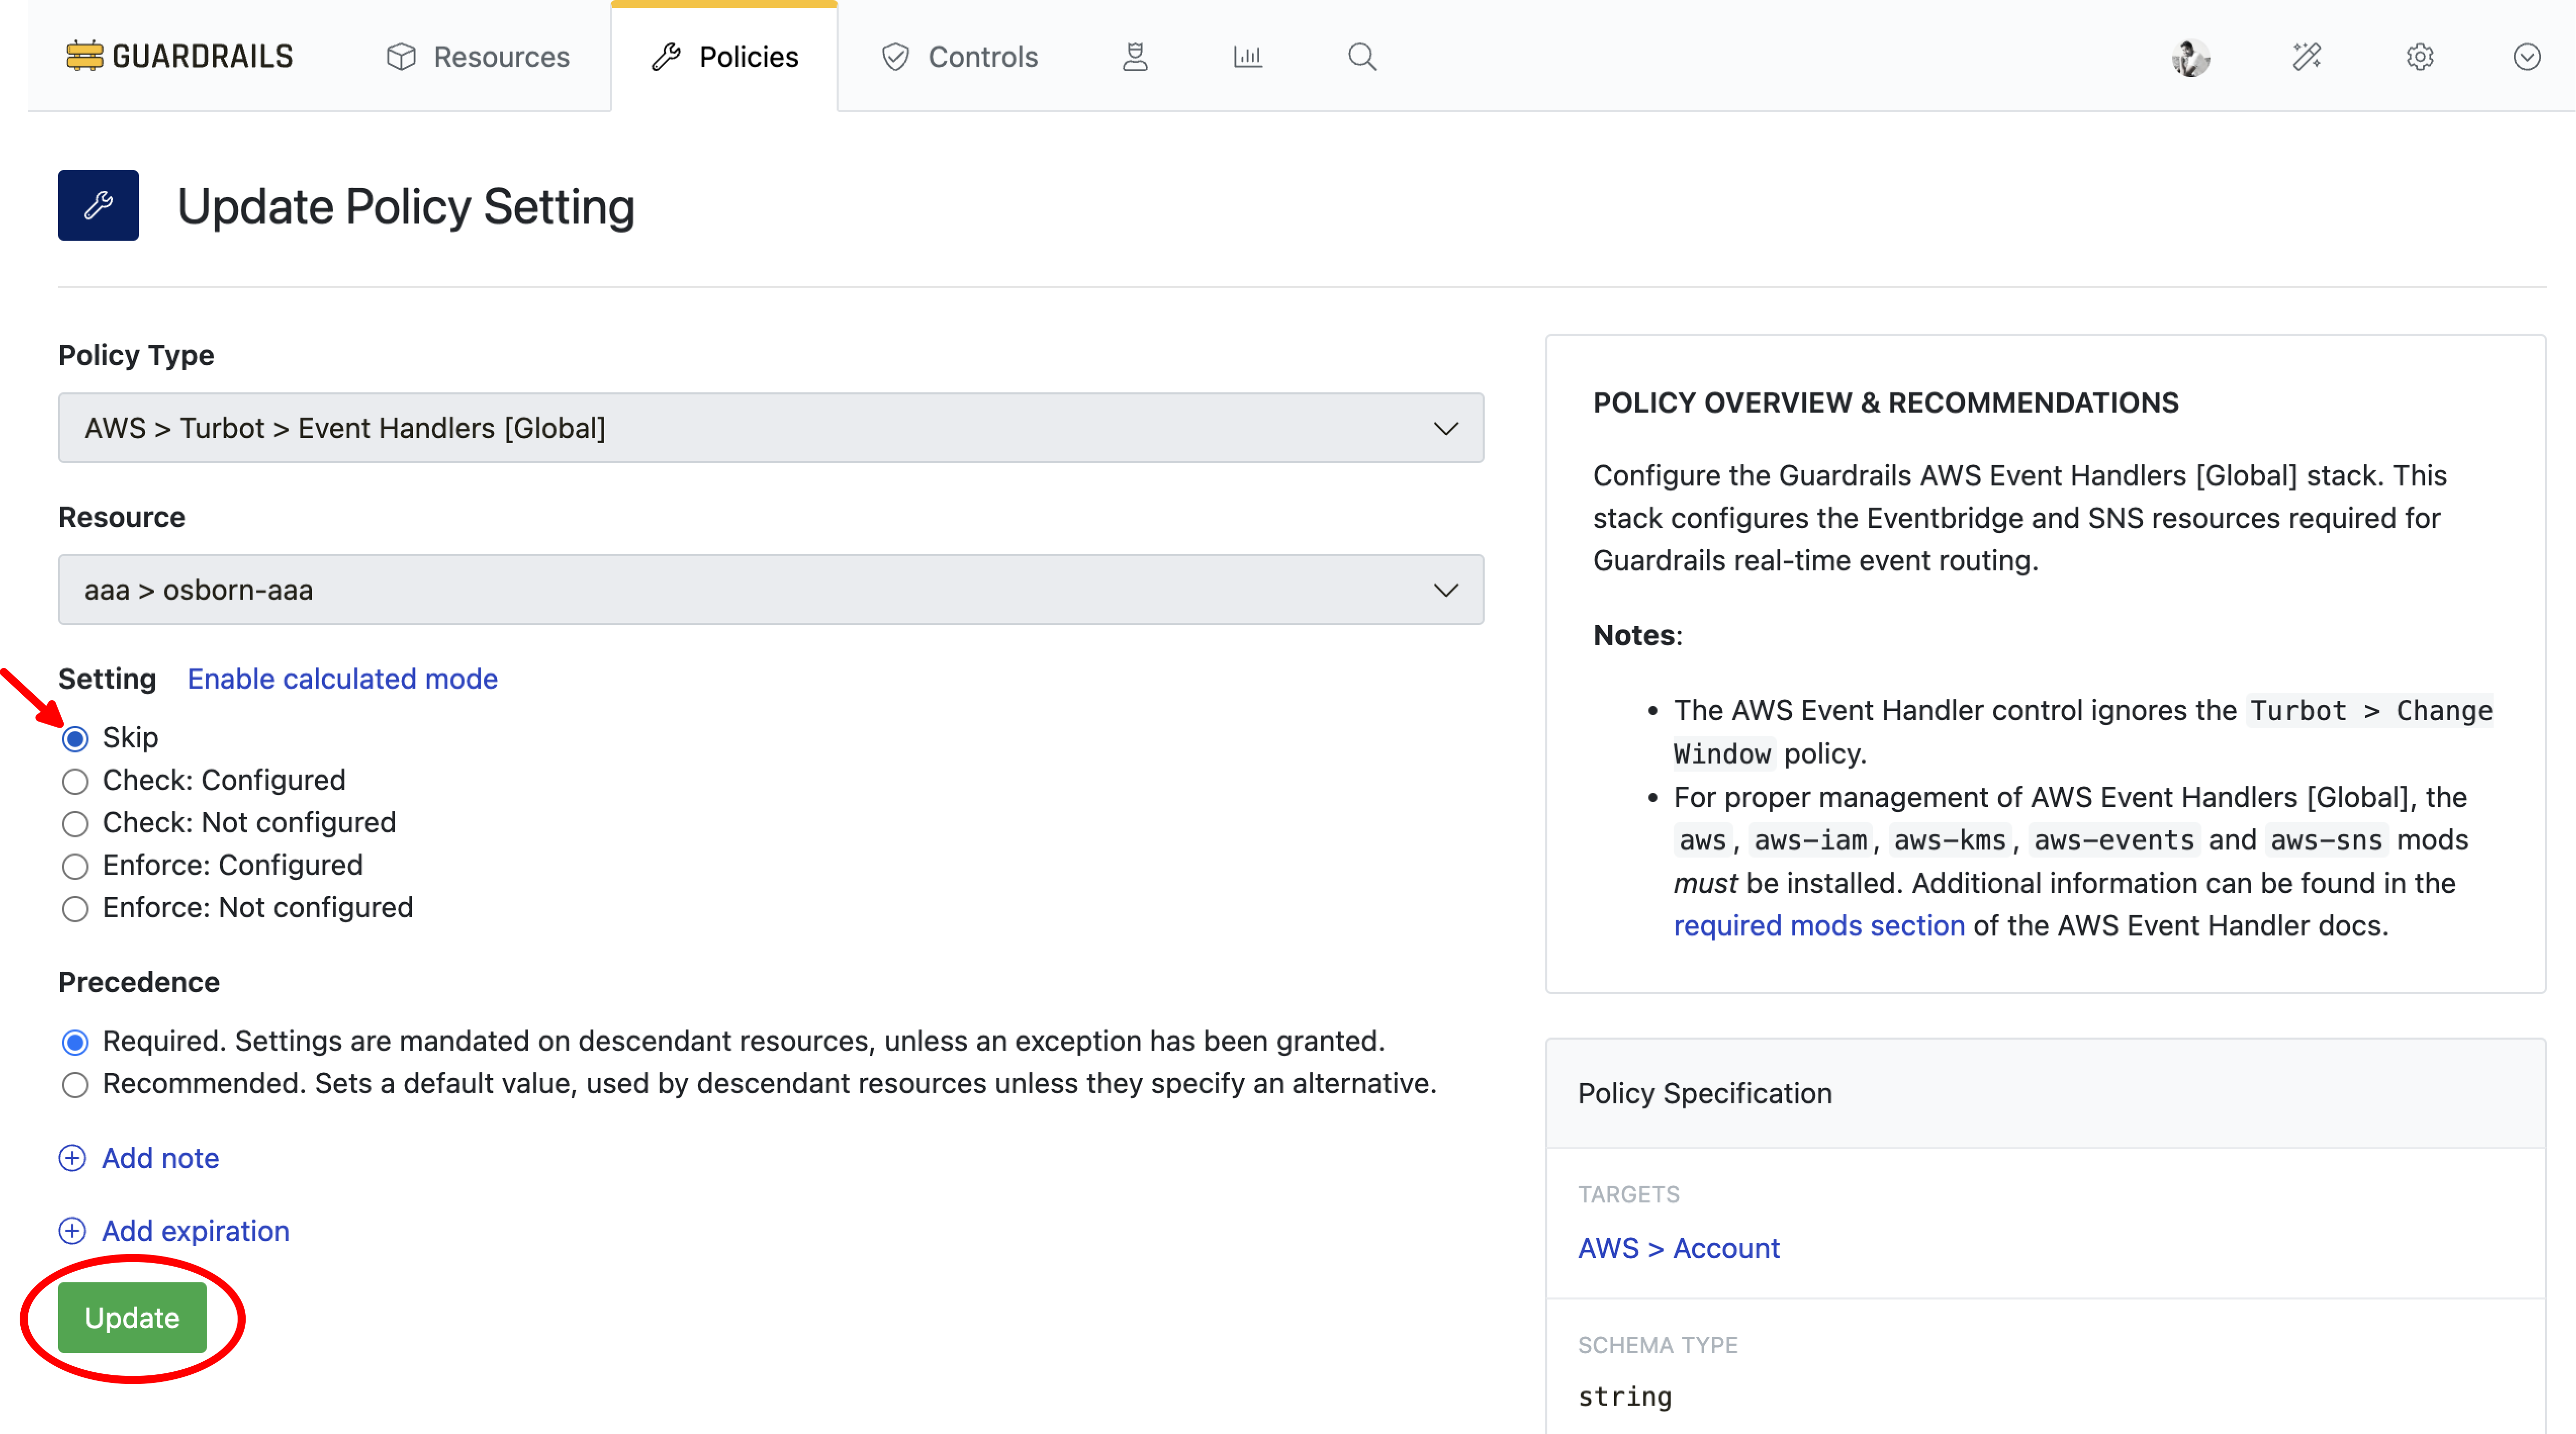 GUARDRAILS
Resources
Policies
Controls
Update Policy Setting
Policy Type
AWS > Turbot > Event Handlers [Global]
Resource
aaa > osborn-aaa
Setting Enable calculated mode
Skip
Check: Configured
Check: Not configured
Enforce: Configured
Enforce: Not configured
Precedence
Required. Settings are mandated on descendant resources, unless an exception has been granted.
Recommended. Sets a default value, used by descendant resources unless they specify an alternative.
Add note
Add expiration
Update
POLICY OVERVIEW & RECOMMENDATIONS
Configure the Guardrails AWS Event Handlers [Global] stack. This
stack configures the Eventbridge and SNS resources required for
Guardrails real-time event routing.
Notes:
• The AWS Event Handler control ignores the Turbot > Change
Window policy.
• For proper management of AWS Event Handlers [Global], the
aws, aws-iam, aws-kms, aws-events and aws-sns mods
must be installed. Additional information can be found in the
required mods section of the AWS Event Handler docs.
Policy Specification
TARGETS
AWS > Account
SCHEMA TYPE
string